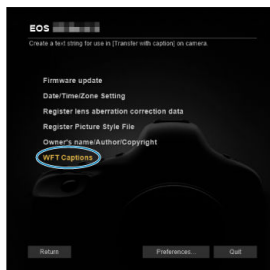 EOS
Create a text string for use in [Transfer with caption] on camera.
Firmware update
Date/Time/Zone Setting
Register lens aberration correction data
Register Picture Style File
Owner's name/Author/Copyright
WFT Captions
Return Preferences... Quit